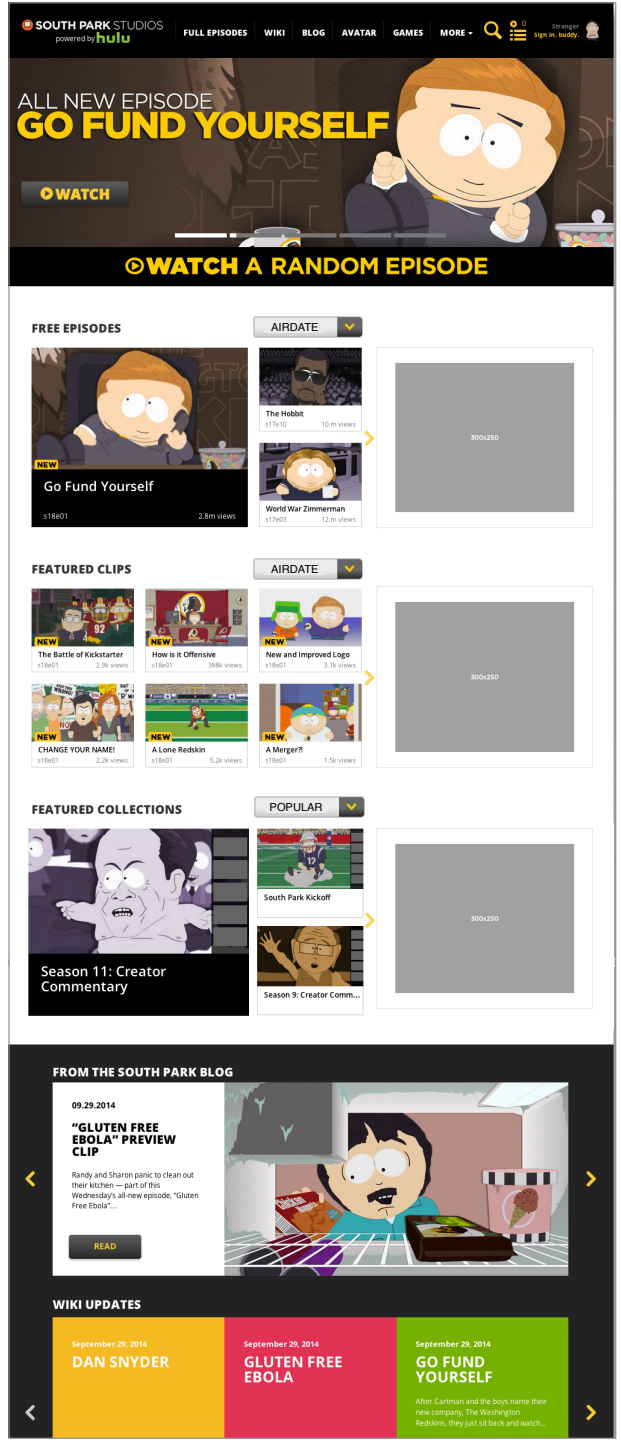 SOUTH PARK STUDIOS
powered by hulu
FULL EPISODES
WIKI
BLOG
AVATAR
GAMES
MORE
0
Stranger
Sign in, buddy.
ALL NEW EPISODE
GO FUND YOURSELF
WATCH
WATCH A RANDOM EPISODE
FREE EPISODES
AIRDATE
NEW
Go Fund Yourself
s18e01
2.8m views
The Hobbit
s17e10
10.m views
World War Zimmerman
s17e03
12.m views
300x250
FEATURED CLIPS
AIRDATE
NEW
The Battle of Kickstarter
s18e01
2.9k views
NEW
How is it Offensive
s18e01
388k views
NEW
New and Improved Logo
s18e01
3.1k views
92
NEW
CHANGE YOUR NAME!
s18e01
2.2k views
NEW
A Lone Redskin
s18e01
5.2k views
NEW
A Merger?!
s18e01
1.5k views
300x250
FEATURED COLLECTIONS
POPULAR
Season 11: Creator
Commentary
12
South Park Kickoff
Season 9: Creator Comm...
300x250
FROM THE SOUTH PARK BLOG
09.29.2014
“GLUTEN FREE
EBOLA” PREVIEW
CLIP
Randy and Sharon panic to clean out
their kitchen — part of this
Wednesday’s all-new episode, “Gluten
Free Ebola”...
READ
WIKI UPDATES
September 29, 2014
DAN SNYDER
September 29, 2014
GLUTEN FREE
EBOLA
September 29, 2014
GO FUND
YOURSELF
After Cartman and the boys name their
new company, The Washington
Redskins, they just sit back and watch...